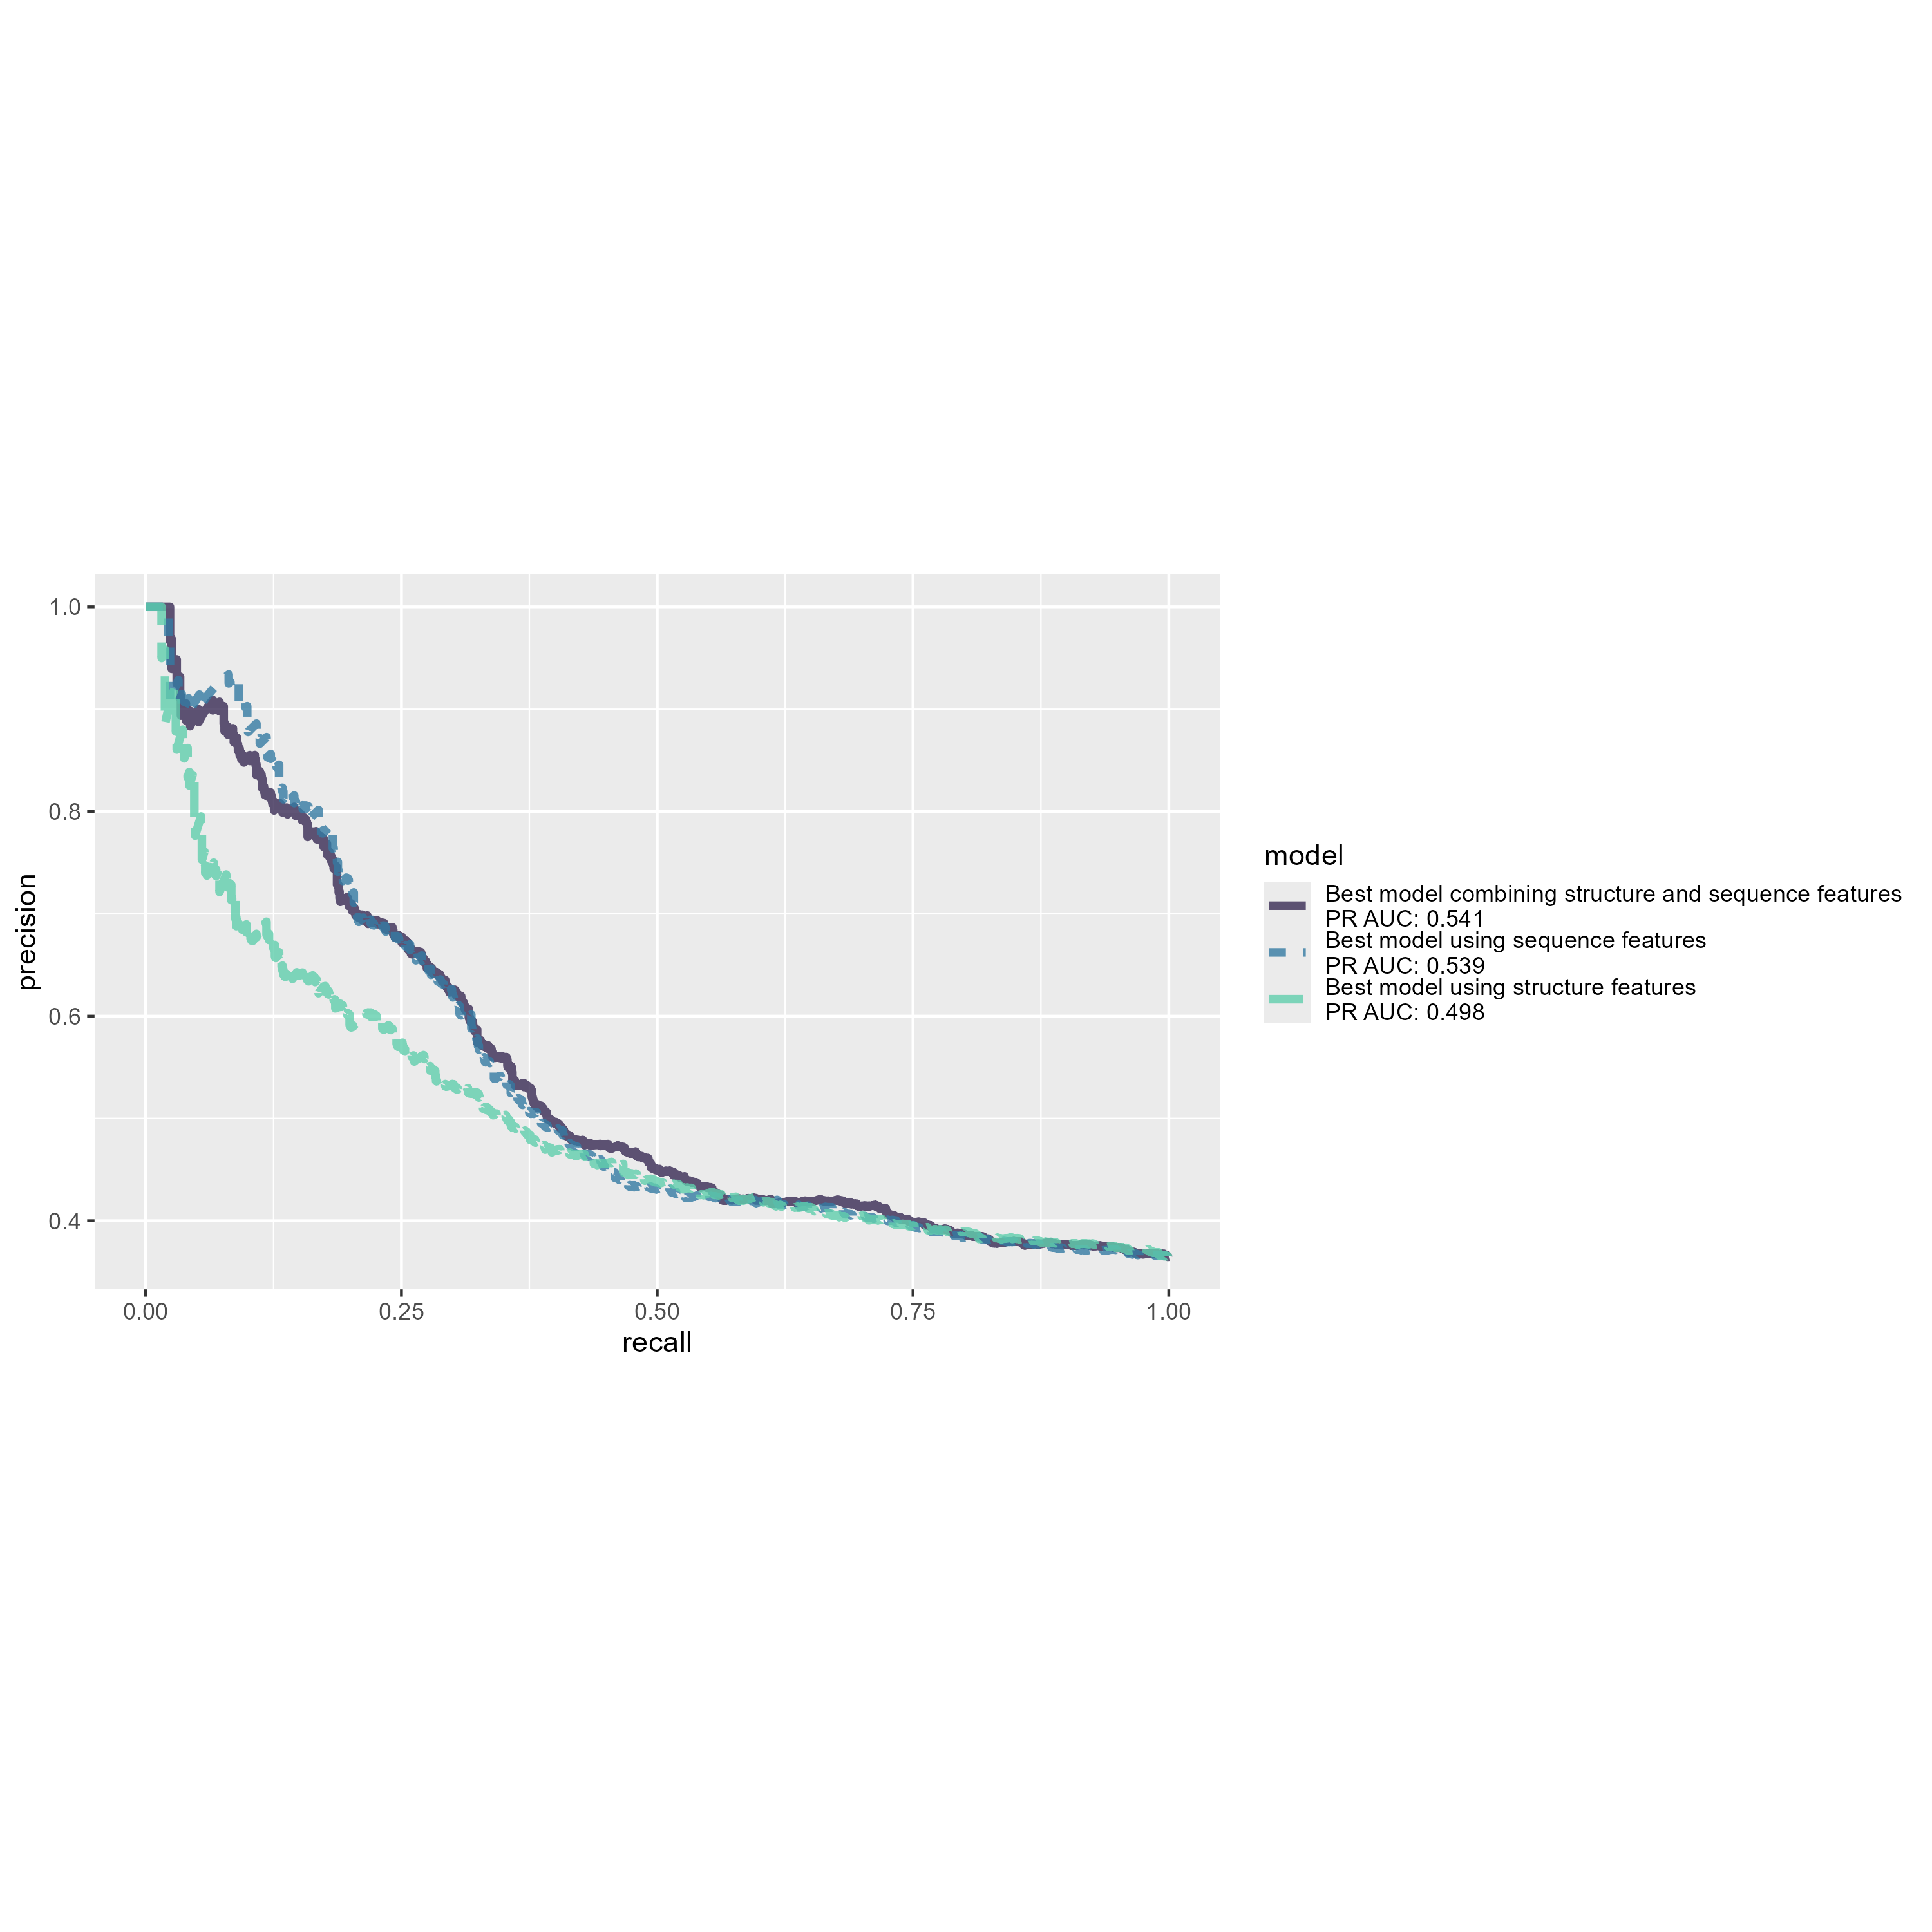 1.0
0.8
0.6
0.4
precision
0.00 0.25 0.50 0.75 1.00
recall
model
Best model combining structure and sequence features
PR AUC: 0.541
Best model using sequence features
PR AUC: 0.539
Best model using structure features
PR AUC: 0.498